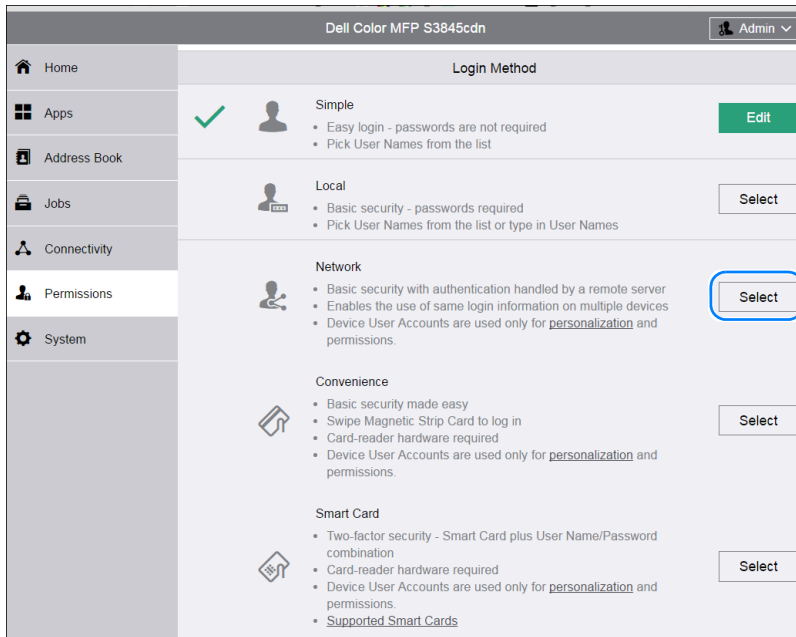 Dell Color MFP S3845cdn
Admin
Home
Apps
Address Book
Jobs
Connectivity
Permissions
System
Login Method
Simple
• Easy login - passwords are not required
• Pick User Names from the list
Edit
Local
• Basic security - passwords required
• Pick User Names from the list or type in User Names
Select
Network
• Basic security with authentication handled by a remote server
• Enables the use of same login information on multiple devices
• Device User Accounts are used only for personalization and
permissions.
Select
Convenience
• Basic security made easy
• Swipe Magnetic Strip Card to log in
• Card-reader hardware required
• Device User Accounts are used only for personalization and
permissions.
Select
Smart Card
• Two-factor security - Smart Card plus User Name/Password
combination
• Card-reader hardware required
• Device User Accounts are used only for personalization and
permissions.
• Supported Smart Cards
Select